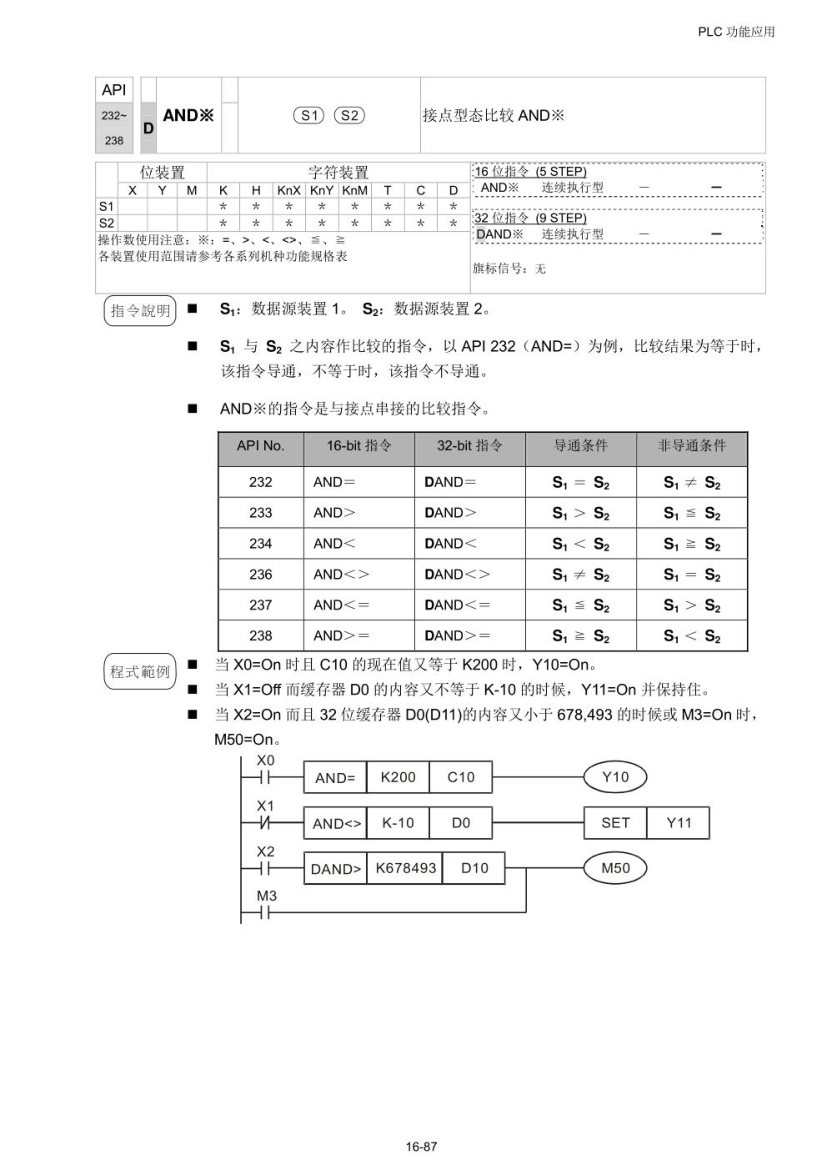 PLC 功能应用
API
232~
238
D
AND※
S1 S2
接点型态比较 AND※
位装置 字符装置
X Y M K H KnX KnY KnM T C D
S1 * * * * * * * *
S2 * * * * * * * *
操作数使用注意：※：=、>、<、<>、≦、≧
各装置使用范围请参考各系列机种功能规格表
16 位指令 (5 STEP)
AND※ 连续执行型 － －
32 位指令 (9 STEP)
DAND※ 连续执行型 － －
旗标信号：无
指令說明
■ S₁：数据源装置 1。 S₂：数据源装置 2。
■ S₁ 与 S₂ 之内容作比较的指令，以 API 232（AND=）为例，比较结果为等于时，
该指令导通，不等于时，该指令不导通。
■ AND※的指令是与接点串接的比较指令。
API No. 16-bit 指令 32-bit 指令 导通条件 非导通条件
232 AND＝ DAND＝ S₁ ＝ S₂ S₁ ≠ S₂
233 AND＞ DAND＞ S₁ ＞ S₂ S₁ ≦ S₂
234 AND＜ DAND＜ S₁ ＜ S₂ S₁ ≧ S₂
236 AND＜＞ DAND＜＞ S₁ ≠ S₂ S₁ ＝ S₂
237 AND＜＝ DAND＜＝ S₁ ≦ S₂ S₁ ＞ S₂
238 AND＞＝ DAND＞＝ S₁ ≧ S₂ S₁ ＜ S₂
程式範例
■ 当 X0=On 时且 C10 的现在值又等于 K200 时，Y10=On。
■ 当 X1=Off 而缓存器 D0 的内容又不等于 K-10 的时候，Y11=On 并保持住。
■ 当 X2=On 而且 32 位缓存器 D0(D11)的内容又小于 678,493 的时候或 M3=On 时，
M50=On。
X0
AND= K200 C10 Y10
X1
AND<> K-10 D0 SET Y11
X2
DAND> K678493 D10 M50
M3
16-87